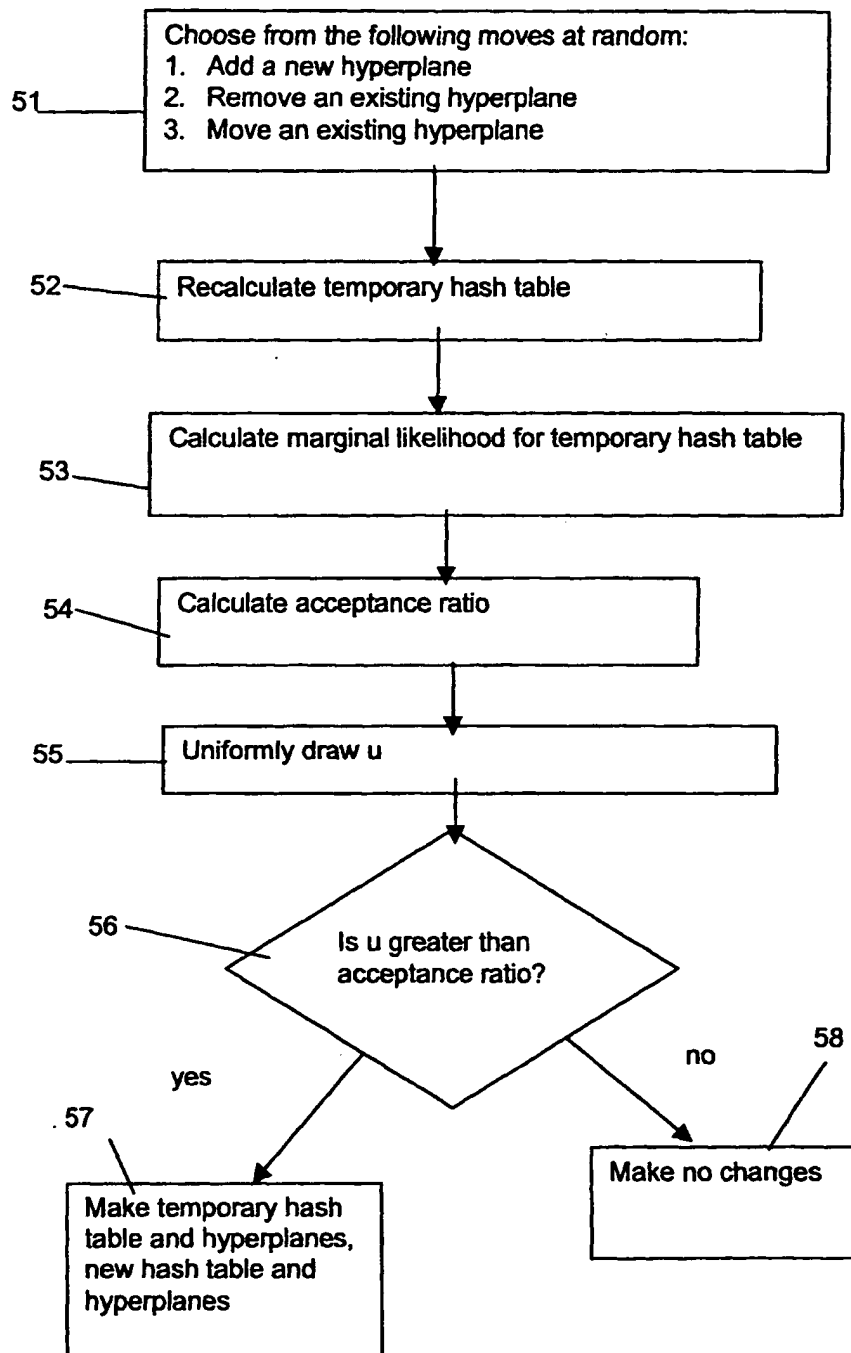 Choose from the following moves at random:
1. Add a new hyperplane
2. Remove an existing hyperplane
3. Move an existing hyperplane
51
52
Recalculate temporary hash table
Calculate marginal likelihood for temporary hash table
53
54
Calculate acceptance ratio
55
Uniformly draw u
56
Is u greater than
acceptance ratio?
58
no
yes
57
Make no changes
Make temporary hash
table and hyperplanes,
new hash table and
hyperplanes